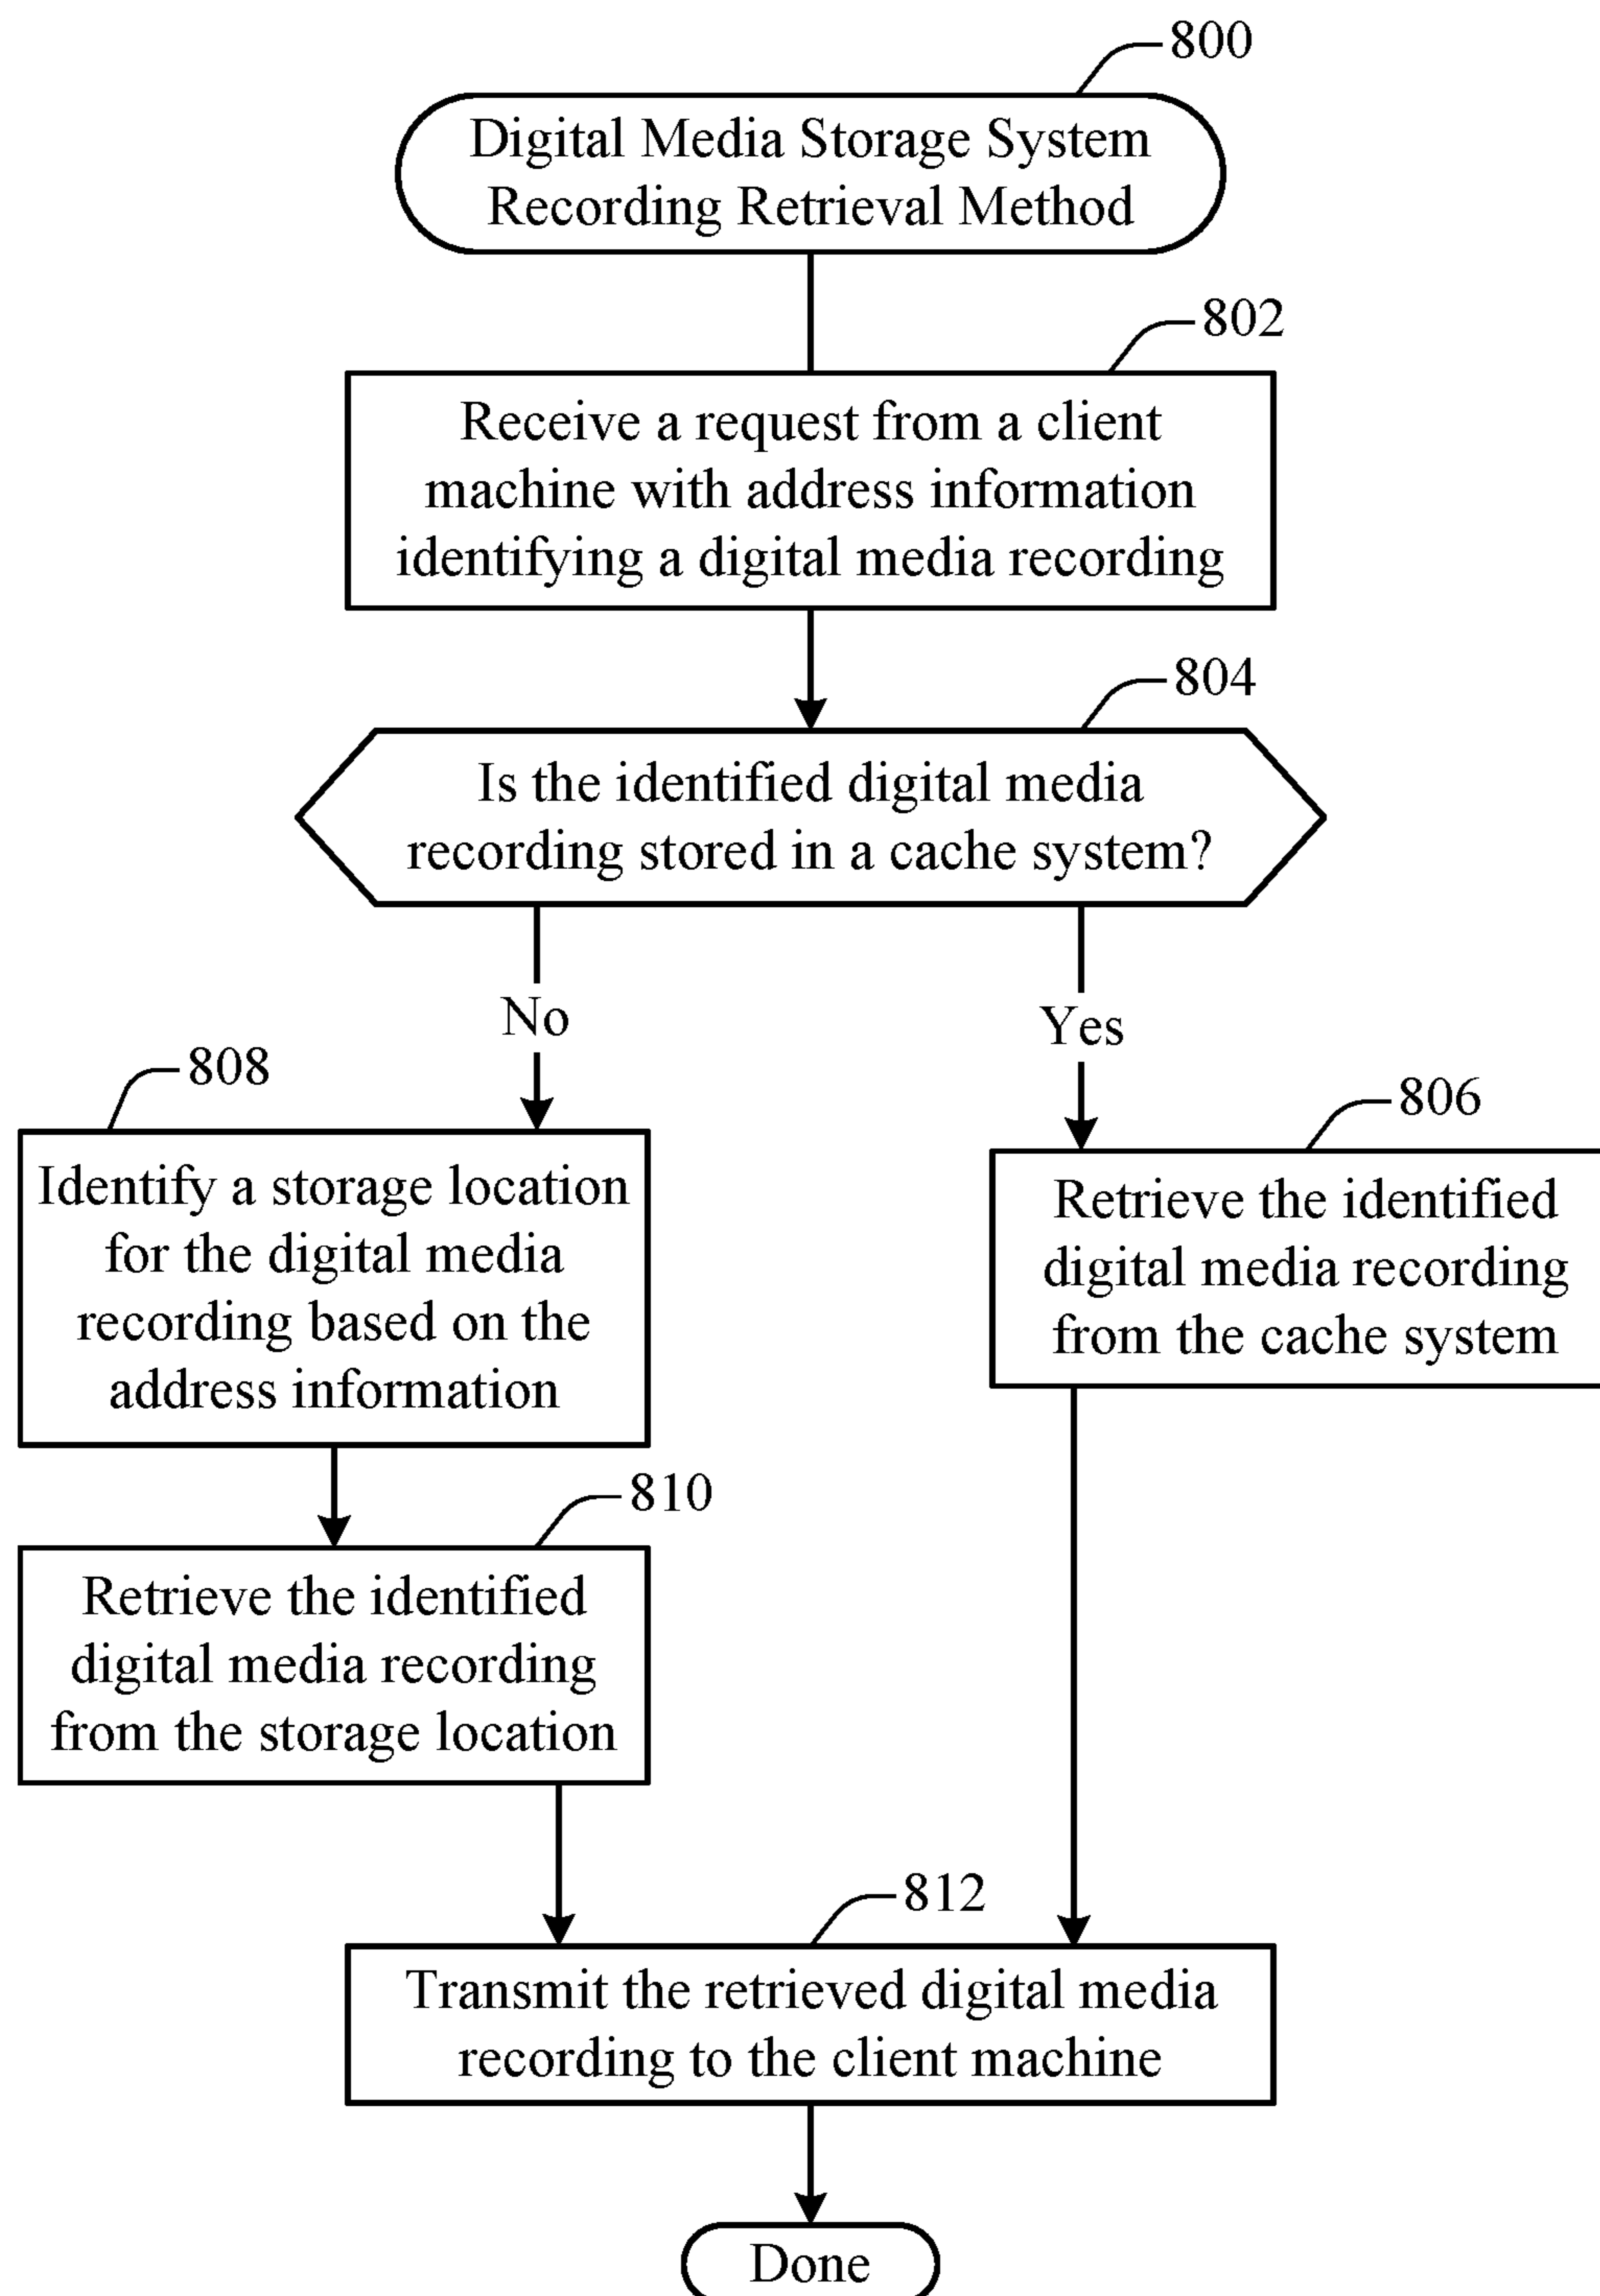 800
Digital Media Storage System
Recording Retrieval Method
802
Receive a request from a client
machine with address information
identifying a digital media recording
804
Is the identified digital media
recording stored in a cache system?
No
Yes
808
Identify a storage location
for the digital media
recording based on the
address information
806
Retrieve the identified
digital media recording
from the cache system
810
Retrieve the identified
digital media recording
from the storage location
812
Transmit the retrieved digital media
recording to the client machine
Done